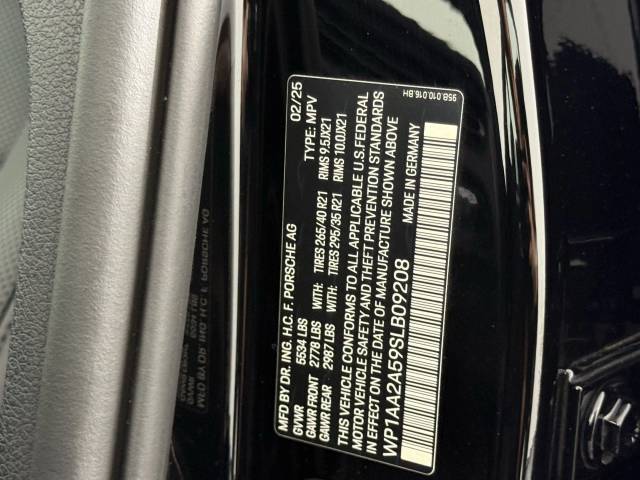 MFD BY DR. ING. H.C. F. PORSCHE AG 02/25
GVWR 5534 LBS TYPE: MPV
GAWR FRONT 2778 LBS WITH: TIRES 265/40 R21 RIMS 9.5JX21
GAWR REAR 2987 LBS WITH: TIRES 295/35 R21 RIMS 10.0JX21
THIS VEHICLE CONFORMS TO ALL APPLICABLE U.S. FEDERAL
MOTOR VEHICLE SAFETY AND THEFT PREVENTION STANDARDS
IN EFFECT ON THE DATE OF MANUFACTURE SHOWN ABOVE
WP1AA2A59SLB09208 MADE IN GERMANY
958.010.016.BH